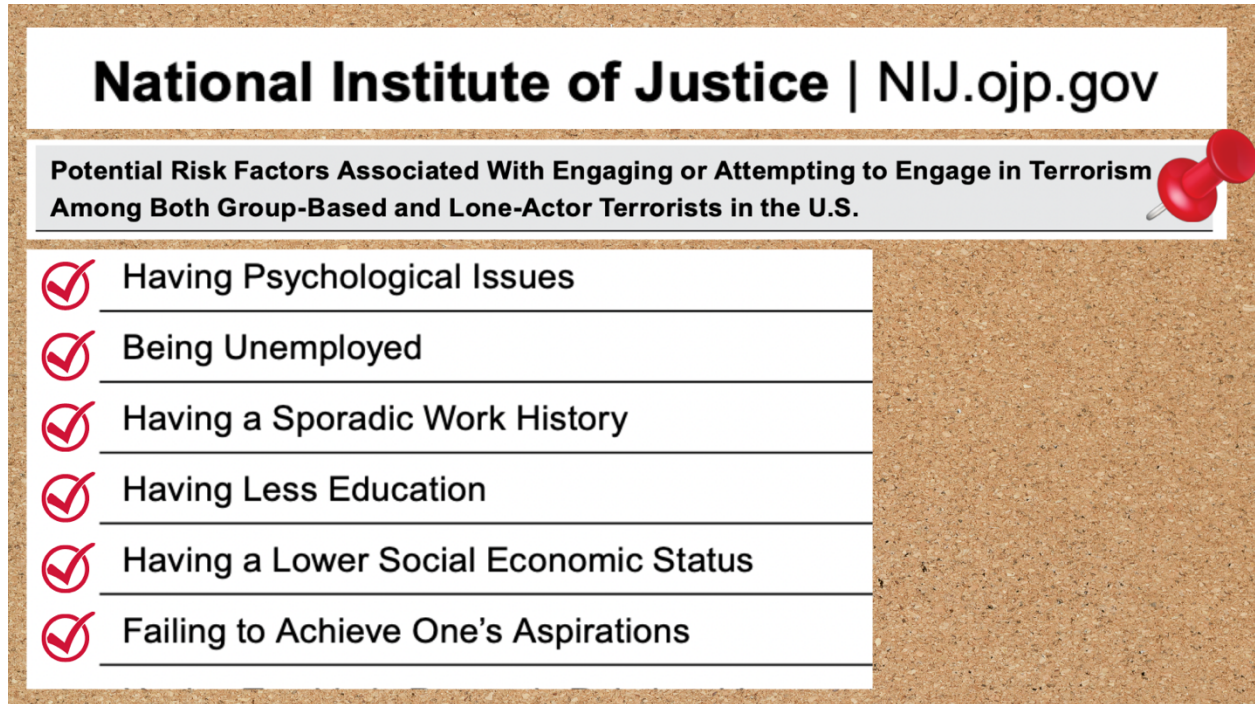 National Institute of Justice | NIJ.ojp.gov
Potential Risk Factors Associated With Engaging or Attempting to Engage in Terrorism
Among Both Group-Based and Lone-Actor Terrorists in the U.S.
Having Psychological Issues
Being Unemployed
Having a Sporadic Work History
Having Less Education
Having a Lower Social Economic Status
Failing to Achieve One’s Aspirations